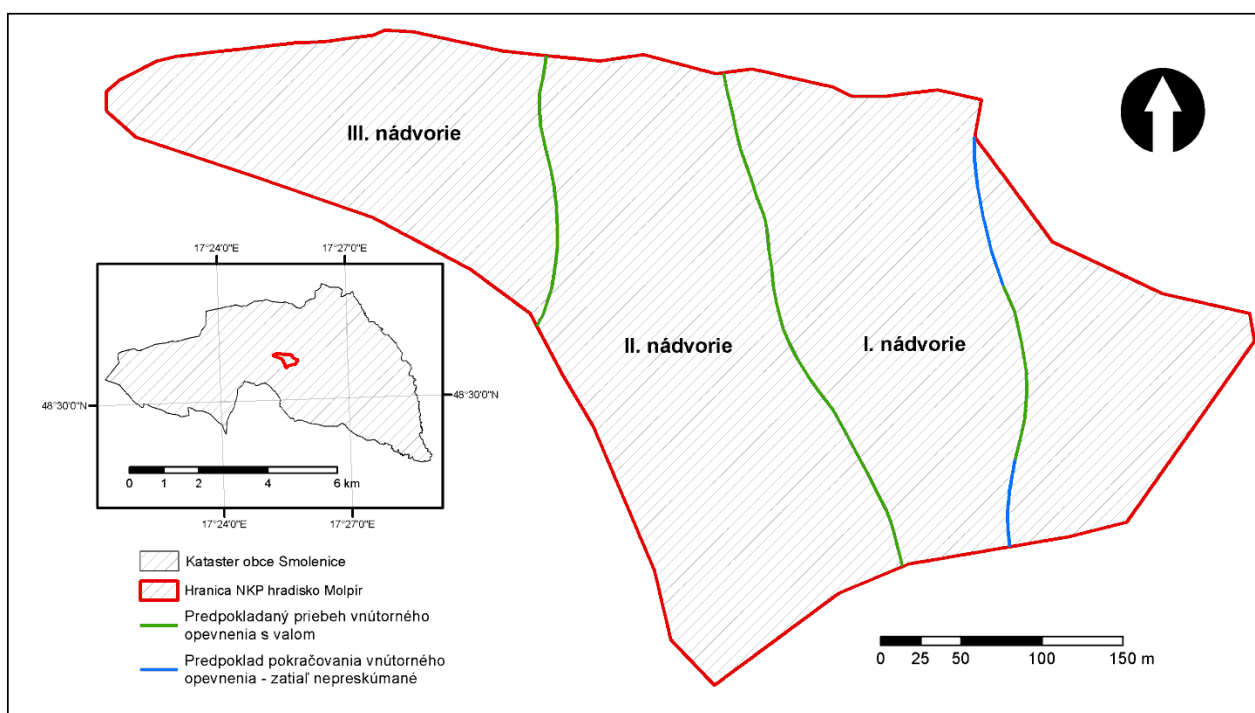 III. nádvorie
II. nádvorie
I. nádvorie
17°24'0"E
17°27'0"E
48°30'0"N
48°30'0"N
0 1 2 4 6 km
17°24'0"E
17°27'0"E
Kataster obce Smolenice
Hranica NKP hradisko Molpír
Predpokladaný priebeh vnútorného
opevnenia s valom
Predpoklad pokračovania vnútorného
opevnenia - zatiaľ nepreskúmané
0 25 50 100 150 m